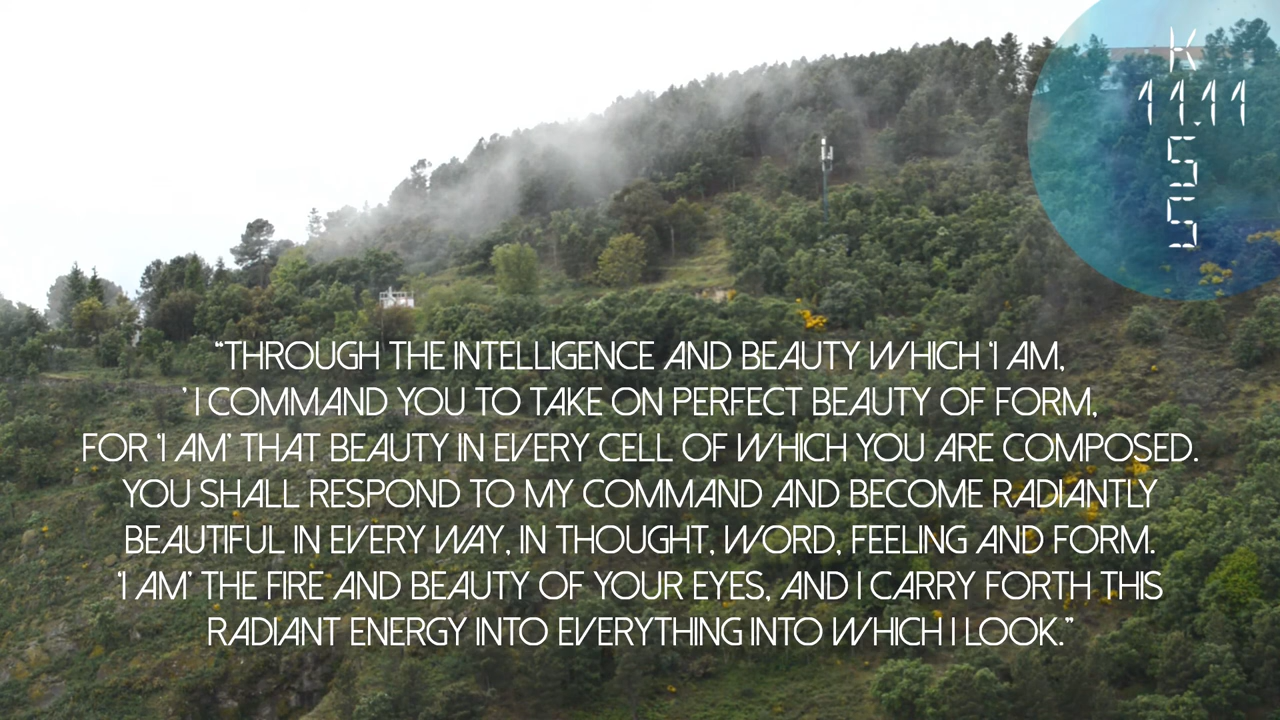 K
11.11
S
S
“THROUGH THE INTELLIGENCE AND BEAUTY WHICH ‘I AM,
’ I COMMAND YOU TO TAKE ON PERFECT BEAUTY OF FORM,
FOR ‘I AM’ THAT BEAUTY IN EVERY CELL OF WHICH YOU ARE COMPOSED.
YOU SHALL RESPOND TO MY COMMAND AND BECOME RADIANTLY
BEAUTIFUL IN EVERY WAY, IN THOUGHT, WORD, FEELING AND FORM.
‘I AM’ THE FIRE AND BEAUTY OF YOUR EYES, AND I CARRY FORTH THIS
RADIANT ENERGY INTO EVERYTHING INTO WHICH I LOOK.”